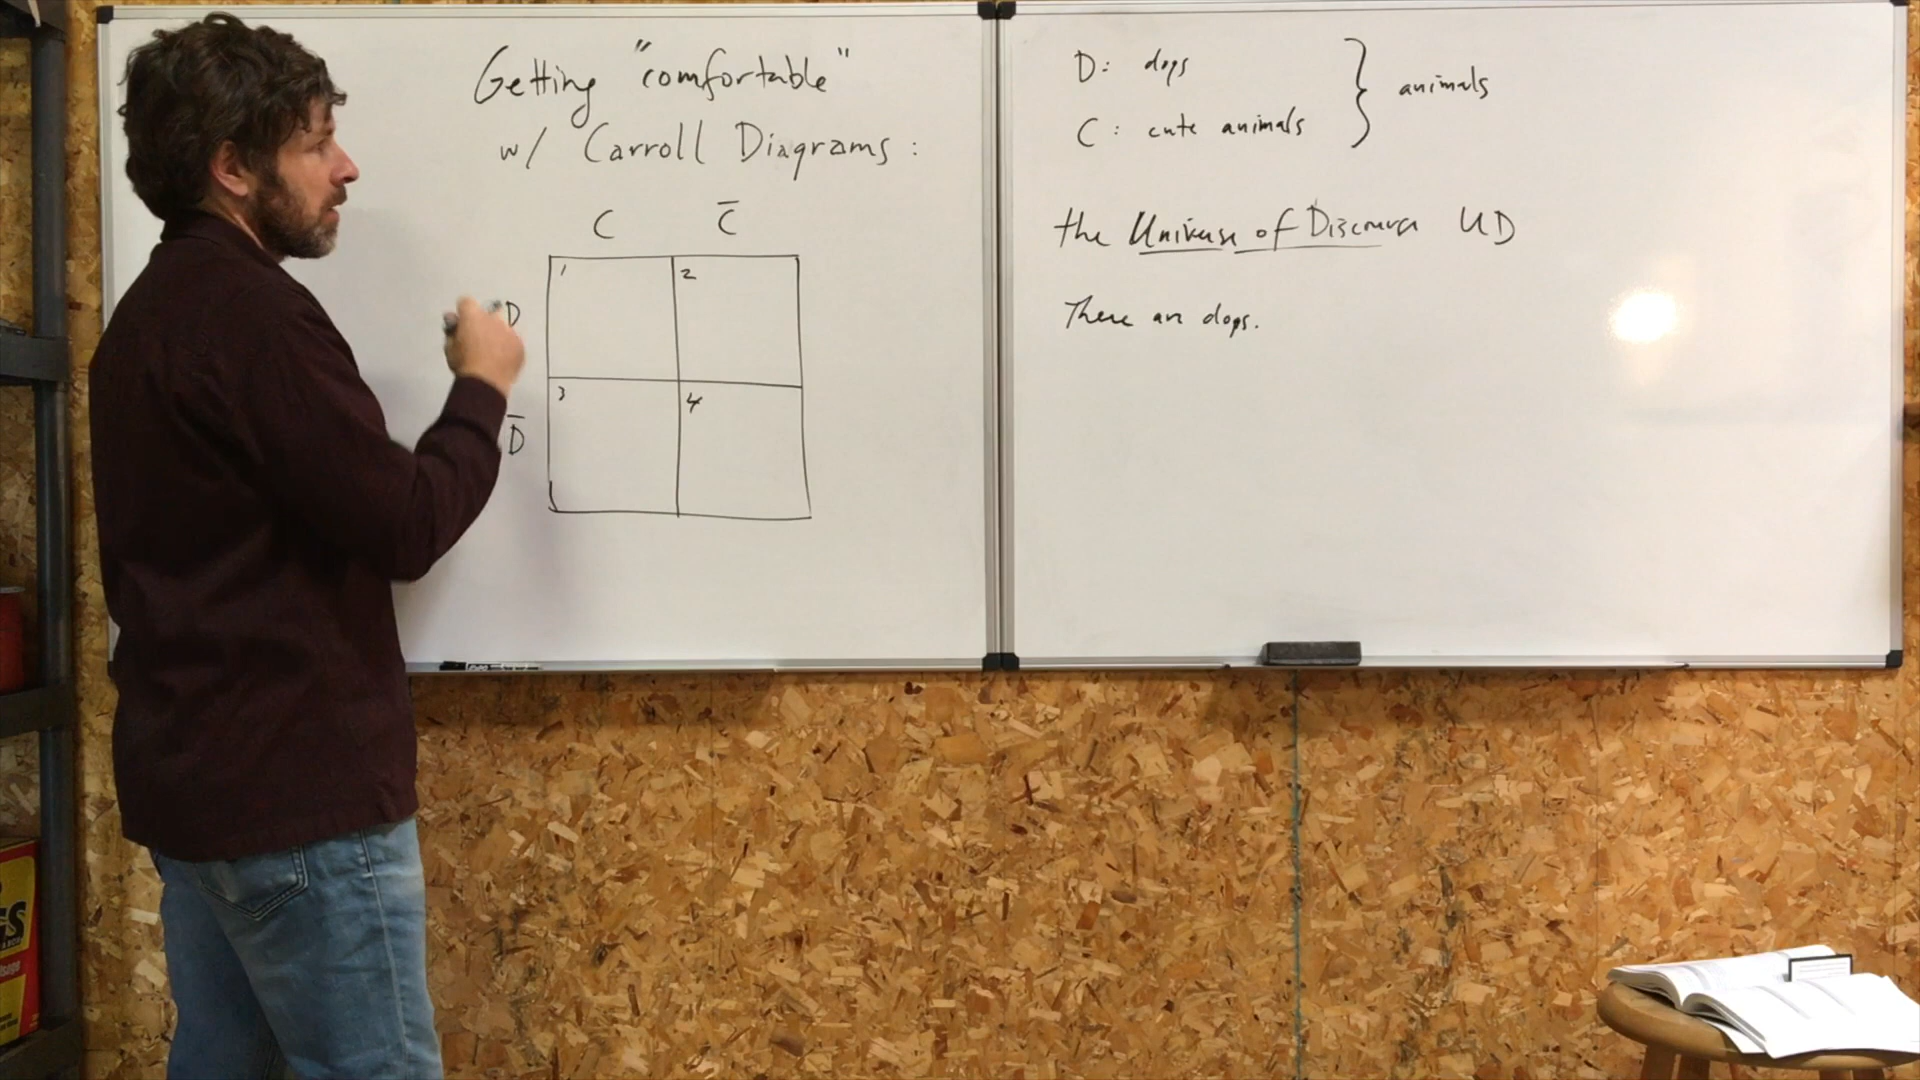 Getting "comfortable"
w/ Carroll Diagrams:
C C̅
1 2
D
3 4
D̅
D: dogs
C: cute animals
} animals
the Universe of Discourse UD
There are dogs.